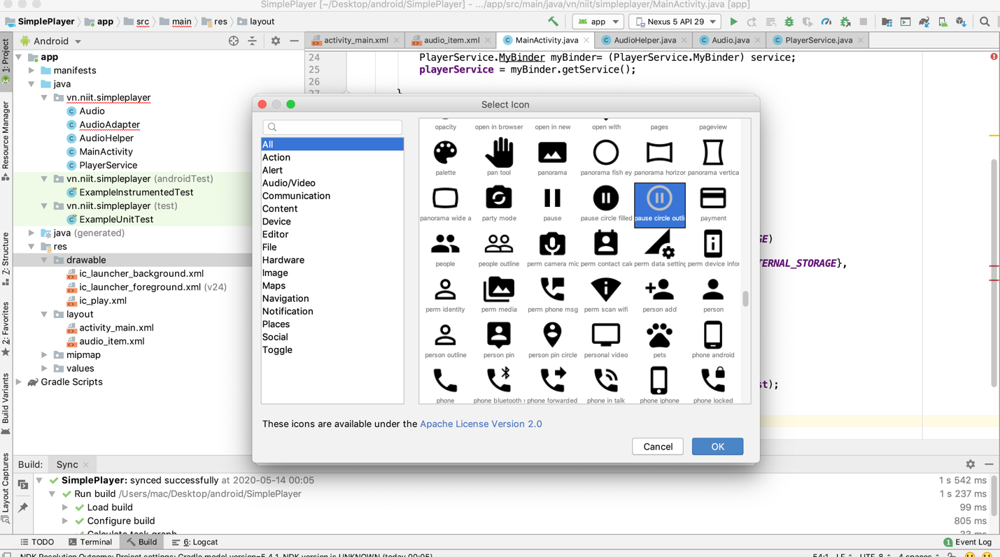 SimplePlayer [~/Desktop/android/SimplePlayer] - .../app/src/main/java/vn/niit/simpleplayer/MainActivity.java [app]
SimplePlayer app src main res layout
app Nexus 5 API 29
1: Project
Resource Manager
Z: Structure
2: Favorites
Build Variants
Layout Captures
Android
app
manifests
java
vn.niit.simpleplayer
Audio
AudioAdapter
AudioHelper
MainActivity
PlayerService
vn.niit.simpleplayer (androidTest)
ExampleInstrumentedTest
vn.niit.simpleplayer (test)
ExampleUnitTest
java (generated)
res
drawable
ic_launcher_background.xml
ic_launcher_foreground.xml (v24)
ic_play.xml
layout
activity_main.xml
audio_item.xml
mipmap
values
Gradle Scripts
activity_main.xml audio_item.xml MainActivity.java AudioHelper.java Audio.java PlayerService.java
24 PlayerService.MyBinder myBinder= (PlayerService.MyBinder) service;
25 playerService = myBinder.getService();
26
27 }
GE)
TERNAL_STORAGE},
st);
Select Icon
All
Action
Alert
Audio/Video
Communication
Content
Device
Editor
File
Hardware
Image
Maps
Navigation
Notification
Places
Social
Toggle
opacity open in browser open in new open with pages pageview
palette pan tool panorama panorama fish ey panorama horizor panorama vertica
panorama wide a party mode pause pause circle filled pause circle outli payment
people people outline perm camera mic perm contact cale perm data setting perm device infor
perm identity perm media perm phone msg perm scan wifi person add person
person outline person pin person pin circle personal video pets phone android
phone phone bluetooth s phone forwarded phone in talk phone iphone phone locked
These icons are available under the Apache License Version 2.0
Cancel OK
Build: Sync
SimplePlayer: synced successfully at 2020-05-14 00:05 1 s 542 ms
Run build /Users/mac/Desktop/android/SimplePlayer 1 s 237 ms
Load build 99 ms
Configure build 805 ms
Calculate task graph 33 ms
TODO Terminal Build 6: Logcat 1 Event Log
NDK Resolution Outcome: Project settings: Gradle model version=5.4.1, NDK version is UNKNOWN (today 00:05) 54:1 LF UTF-8 4 spaces